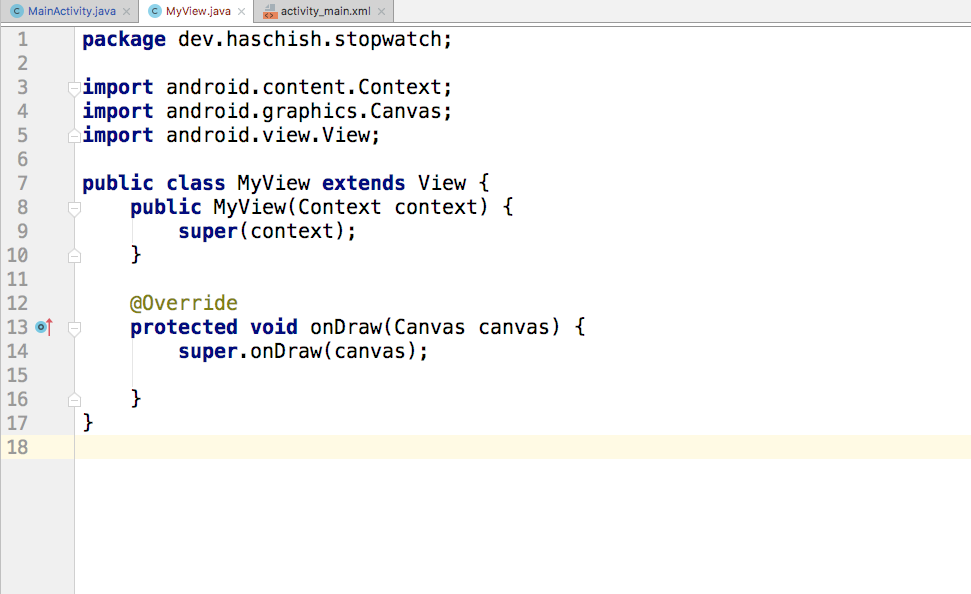 MainActivity.java MyView.java activity_main.xml
1 package dev.haschish.stopwatch;
2
3 import android.content.Context;
4 import android.graphics.Canvas;
5 import android.view.View;
6
7 public class MyView extends View {
8     public MyView(Context context) {
9         super(context);
10     }
11
12     @Override
13     protected void onDraw(Canvas canvas) {
14         super.onDraw(canvas);
15
16     }
17 }
18